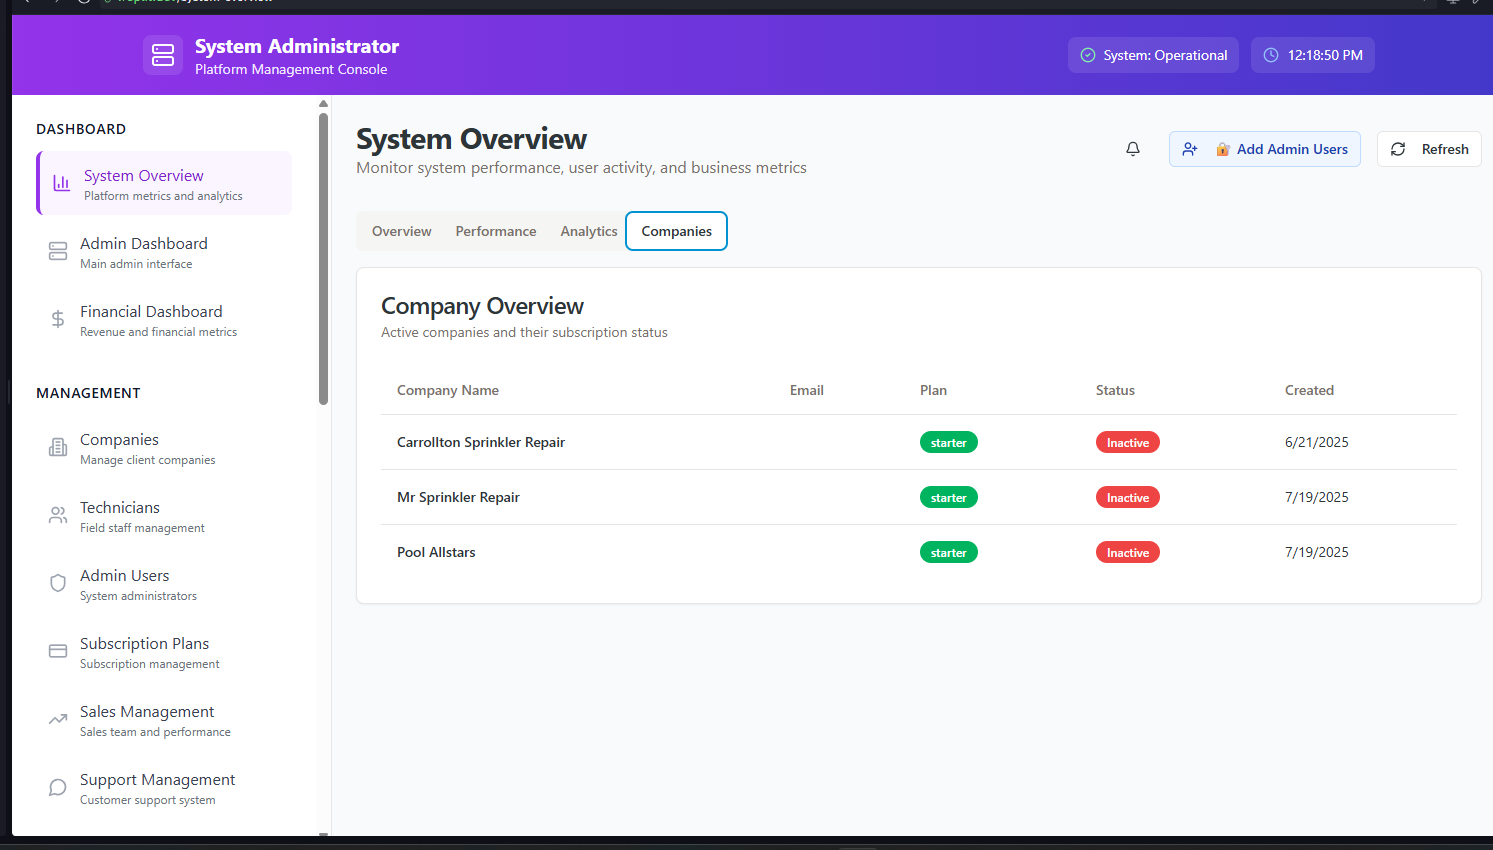 System Administrator
Platform Management Console
System: Operational
12:18:50 PM
DASHBOARD
System Overview
Platform metrics and analytics
Admin Dashboard
Main admin interface
Financial Dashboard
Revenue and financial metrics
MANAGEMENT
Companies
Manage client companies
Technicians
Field staff management
Admin Users
System administrators
Subscription Plans
Subscription management
Sales Management
Sales team and performance
Support Management
Customer support system
System Overview
Monitor system performance, user activity, and business metrics
Add Admin Users
Refresh
Overview Performance Analytics Companies
Company Overview
Active companies and their subscription status
Company Name Email Plan Status Created
Carrollton Sprinkler Repair starter Inactive 6/21/2025
Mr Sprinkler Repair starter Inactive 7/19/2025
Pool Allstars starter Inactive 7/19/2025